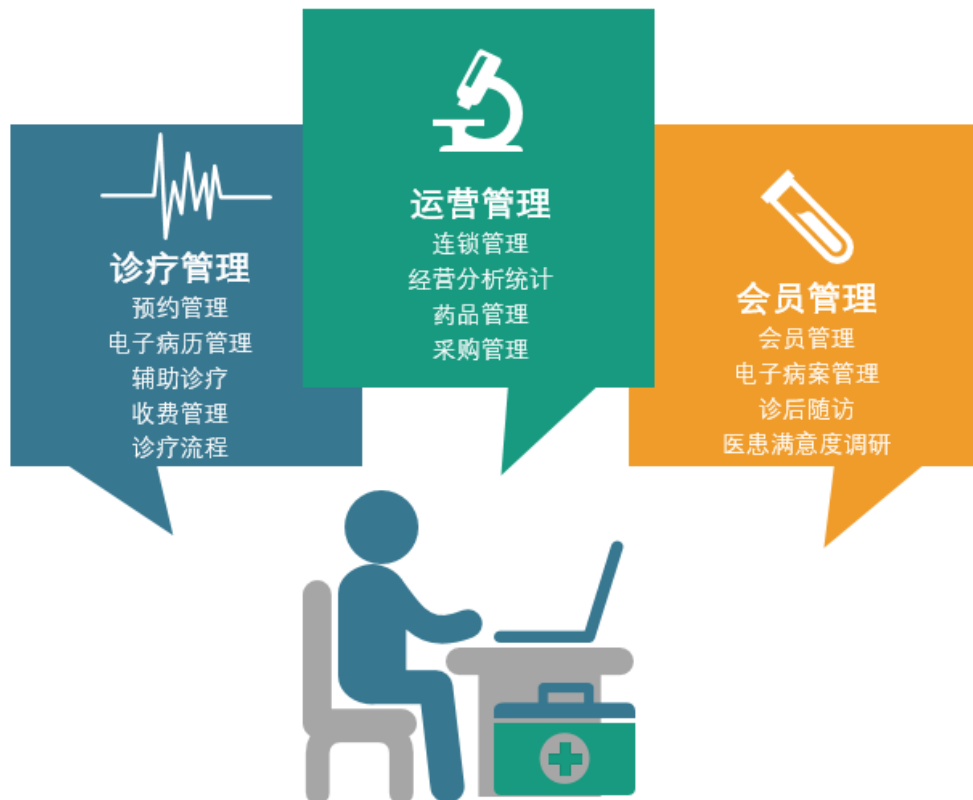 诊疗管理
预约管理
电子病历管理
辅助诊疗
收费管理
诊疗流程
运营管理
连锁管理
经营分析统计
药品管理
采购管理
会员管理
会员管理
电子病案管理
诊后随访
医患满意度调研